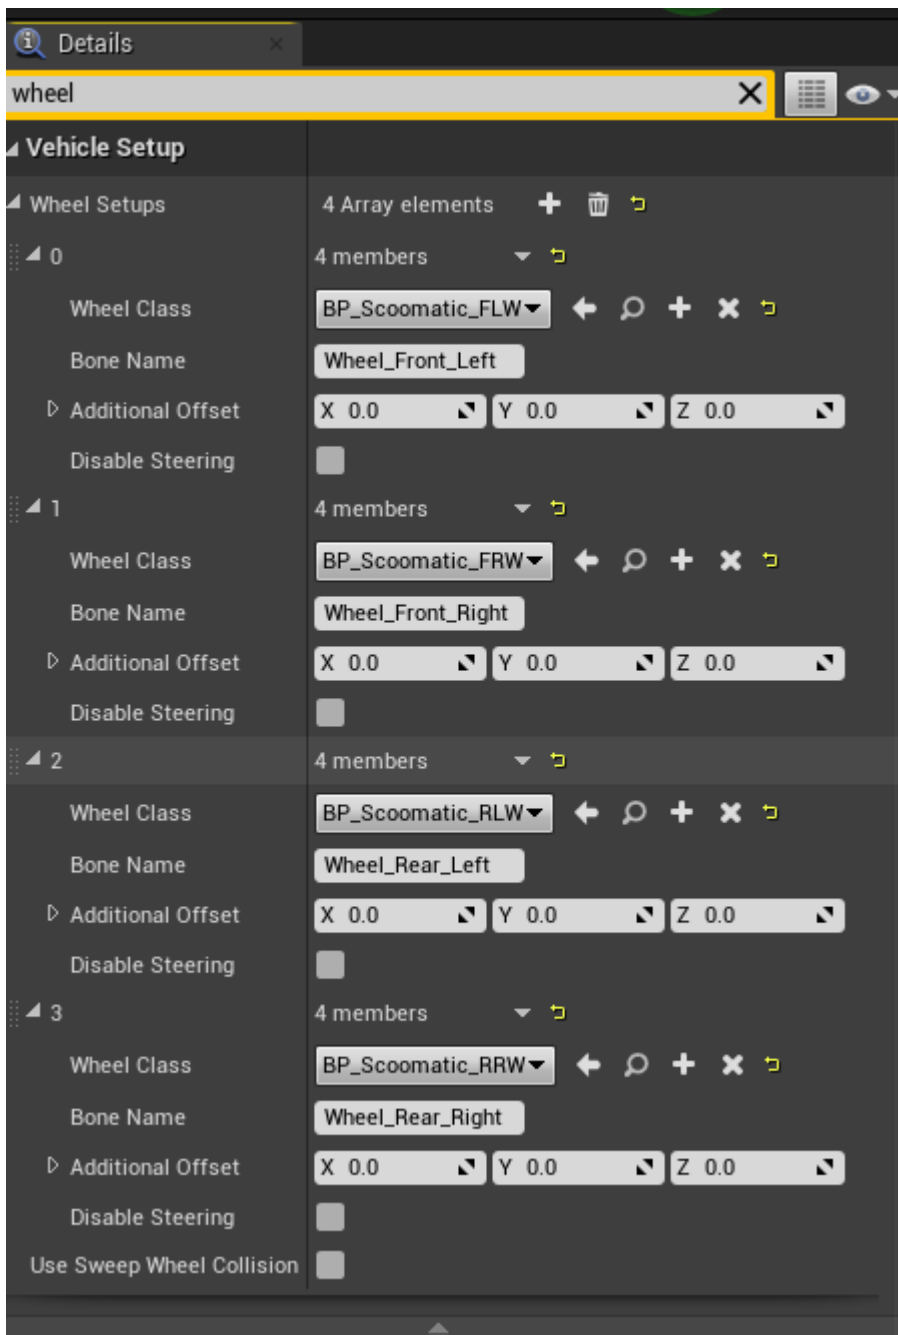 Details
wheel
Vehicle Setup
Wheel Setups 4 Array elements
0 4 members
Wheel Class BP_Scoomatic_FLW
Bone Name Wheel_Front_Left
Additional Offset X 0.0 Y 0.0 Z 0.0
Disable Steering
1 4 members
Wheel Class BP_Scoomatic_FRW
Bone Name Wheel_Front_Right
Additional Offset X 0.0 Y 0.0 Z 0.0
Disable Steering
2 4 members
Wheel Class BP_Scoomatic_RLW
Bone Name Wheel_Rear_Left
Additional Offset X 0.0 Y 0.0 Z 0.0
Disable Steering
3 4 members
Wheel Class BP_Scoomatic_RRW
Bone Name Wheel_Rear_Right
Additional Offset X 0.0 Y 0.0 Z 0.0
Disable Steering
Use Sweep Wheel Collision